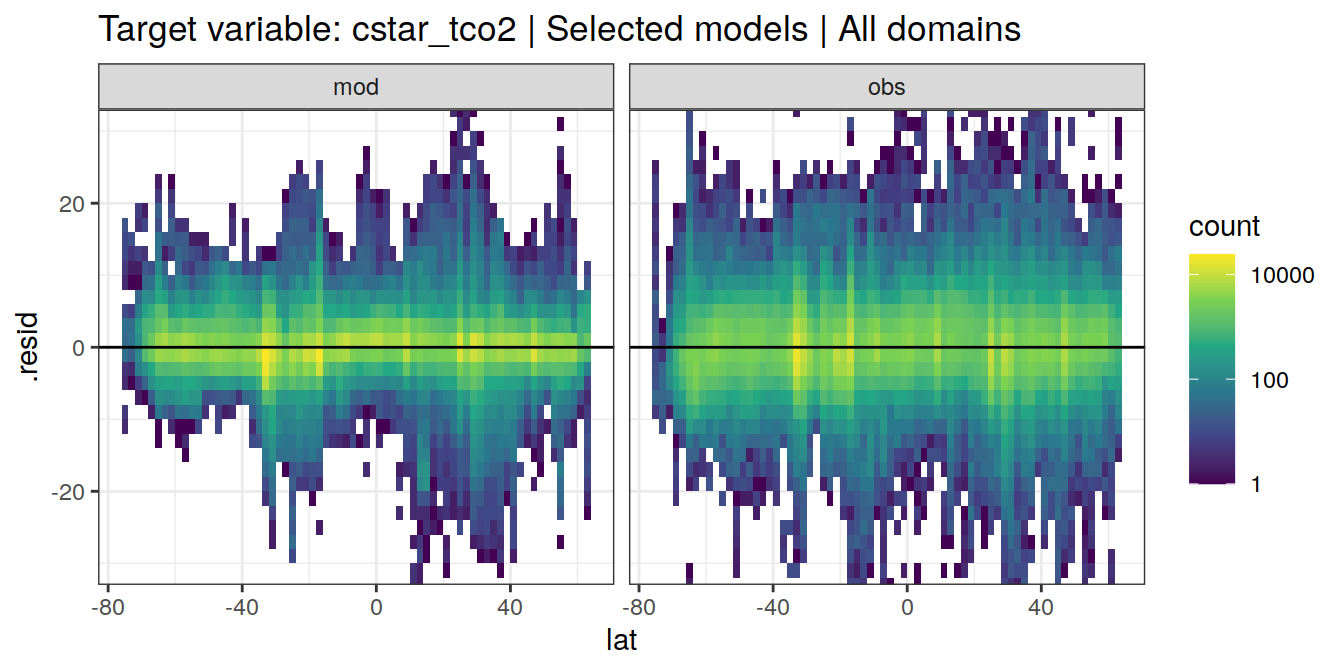 Target variable: cstar_tco2 | Selected models | All domains
mod
obs
.resid
20
0
-20
-80
-40
0
40
-80
-40
0
40
lat
count
10000
100
1